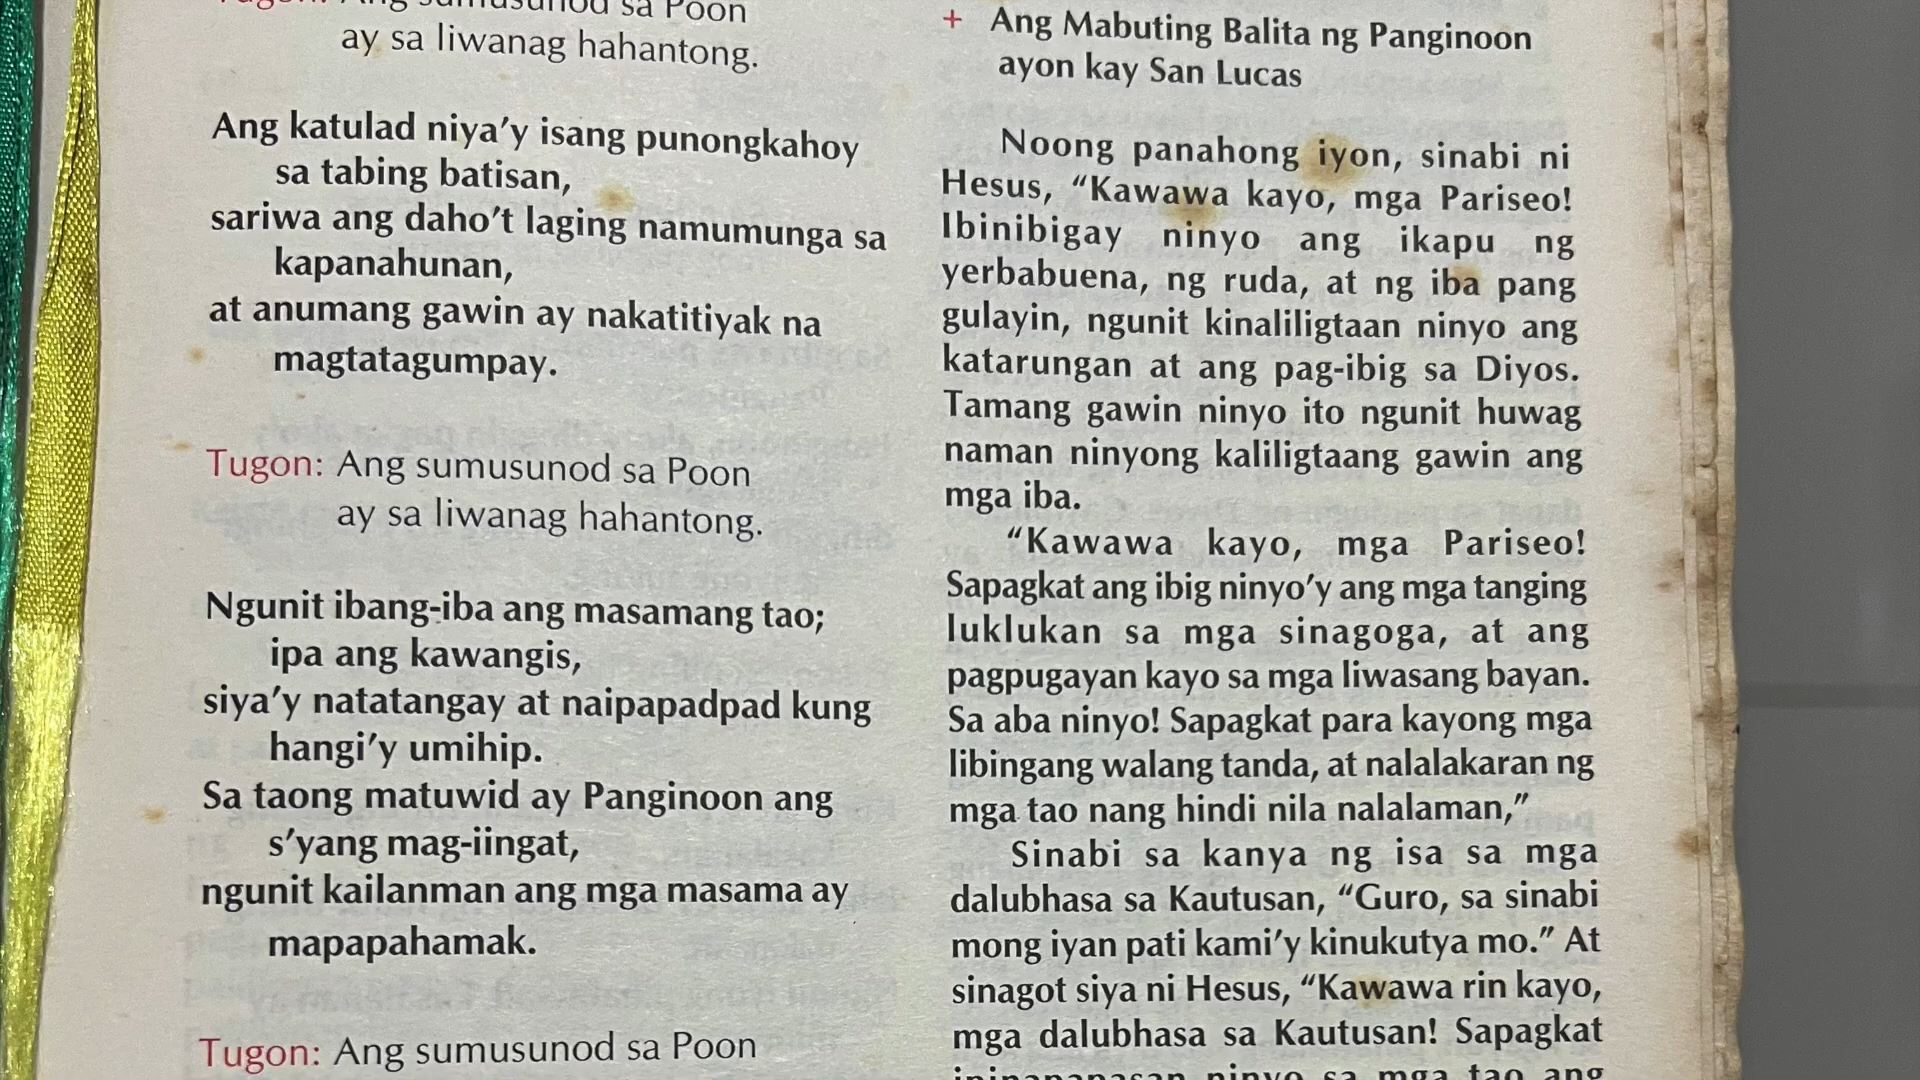 Tugon: Ang sumusunod sa Poon
ay sa liwanag hahantong.
Ang katulad niya'y isang punongkahoy
sa tabing batisan,
sariwa ang daho't laging namumunga sa
kapanahunan,
at anumang gawin ay nakatitiyak na
magtatagumpay.
Tugon: Ang sumusunod sa Poon
ay sa liwanag hahantong.
Ngunit ibang-iba ang masamang tao;
ipa ang kawangis,
siya'y natatangay at naipapadpad kung
hangi'y umihip.
Sa taong matuwid ay Panginoon ang
s'yang mag-iingat,
ngunit kailanman ang mga masama ay
mapapahamak.
Tugon: Ang sumusunod sa Poon
+ Ang Mabuting Balita ng Panginoon
ayon kay San Lucas
Noong panahong iyon, sinabi ni
Hesus, “Kawawa kayo, mga Pariseo!
Ibinibigay ninyo ang ikapu ng
yerbabuena, ng ruda, at ng iba pang
gulayin, ngunit kinaliligtaan ninyo ang
katarungan at ang pag-ibig sa Diyos.
Tamang gawin ninyo ito ngunit huwag
naman ninyong kaliligtaang gawin ang
mga iba.
“Kawawa kayo, mga Pariseo!
Sapagkat ang ibig ninyo'y ang mga tanging
luklukan sa mga sinagoga, at ang
pagpugayan kayo sa mga liwasang bayan.
Sa aba ninyo! Sapagkat para kayong mga
libingang walang tanda, at nalalakaran ng
mga tao nang hindi nila nalalaman,”
Sinabi sa kanya ng isa sa mga
dalubhasa sa Kautusan, “Guro, sa sinabi
mong iyan pati kami'y kinukutya mo.” At
sinagot siya ni Hesus, “Kawawa rin kayo,
mga dalubhasa sa Kautusan! Sapagkat
ninyo sa mga tao ang